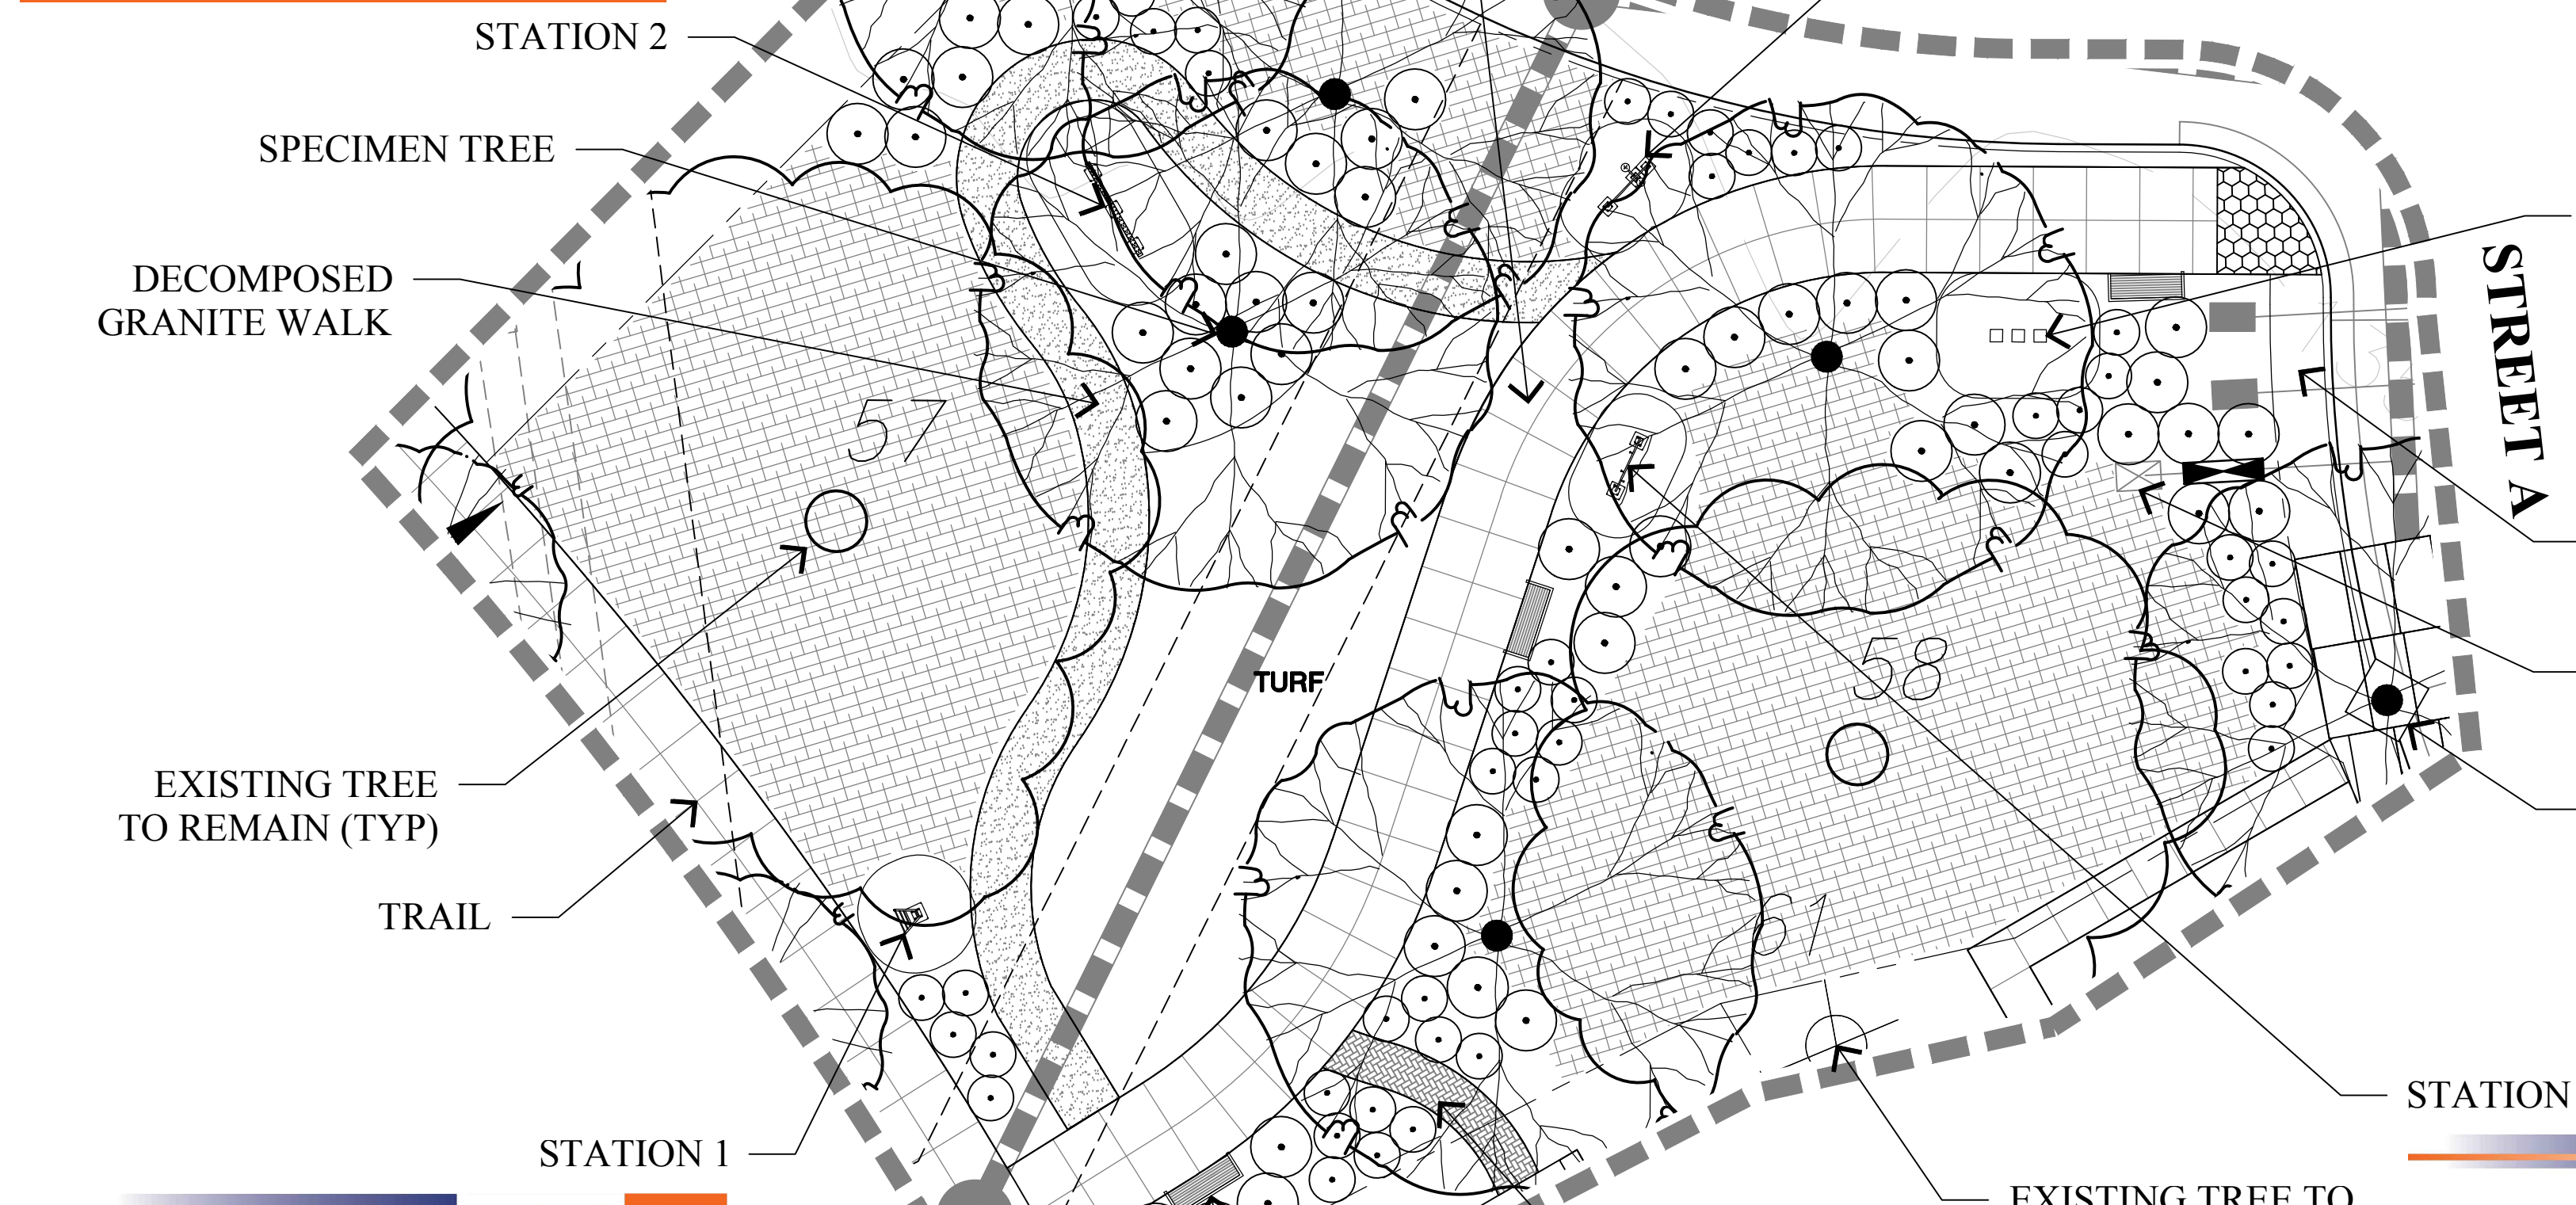 STATION 2
SPECIMEN TREE
DECOMPOSED
GRANITE WALK
STREET A
57
58
TURF
EXISTING TREE
TO REMAIN (TYP)
TRAIL
STATION 1
STATION
EXISTING TREE TO